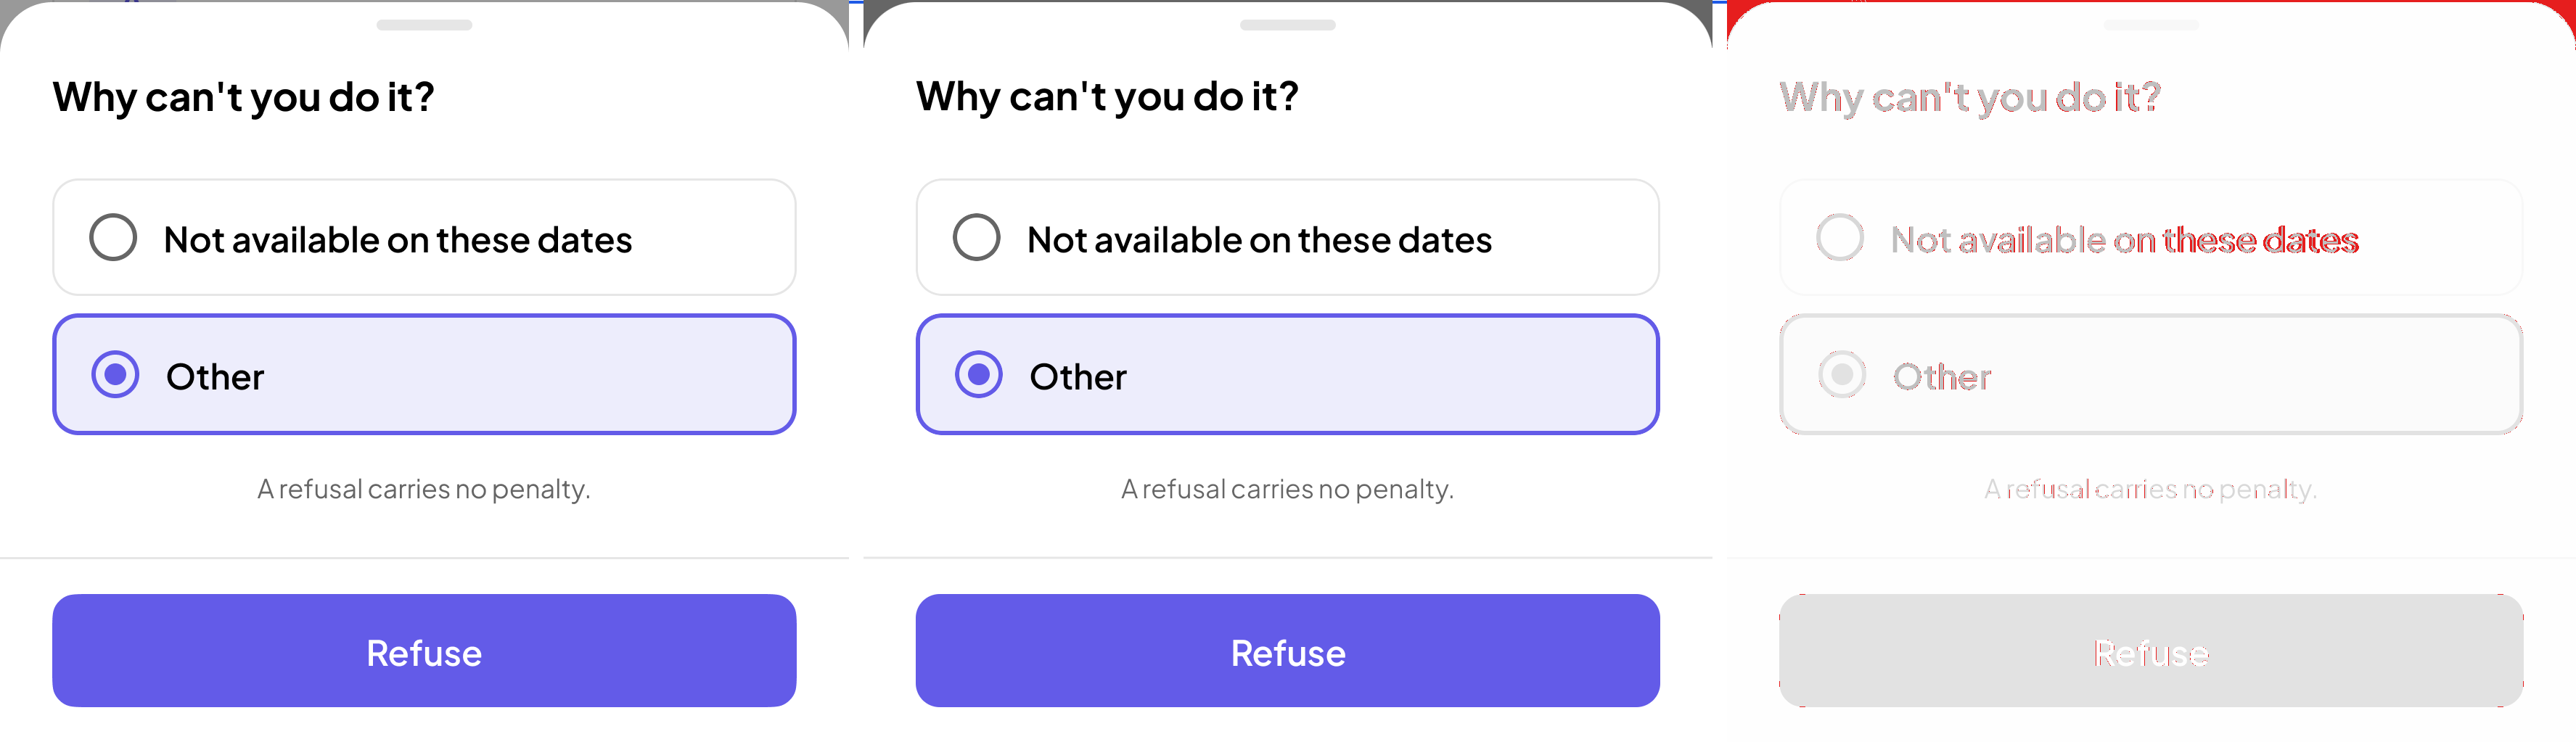 Why can't you do it?
Not available on these dates
Other
A refusal carries no penalty.
Refuse
Why can't you do it?
Not available on these dates
Other
A refusal carries no penalty.
Refuse
Why can't you do it?
Not available on these dates
Other
A refusal carries no penalty.
Refuse